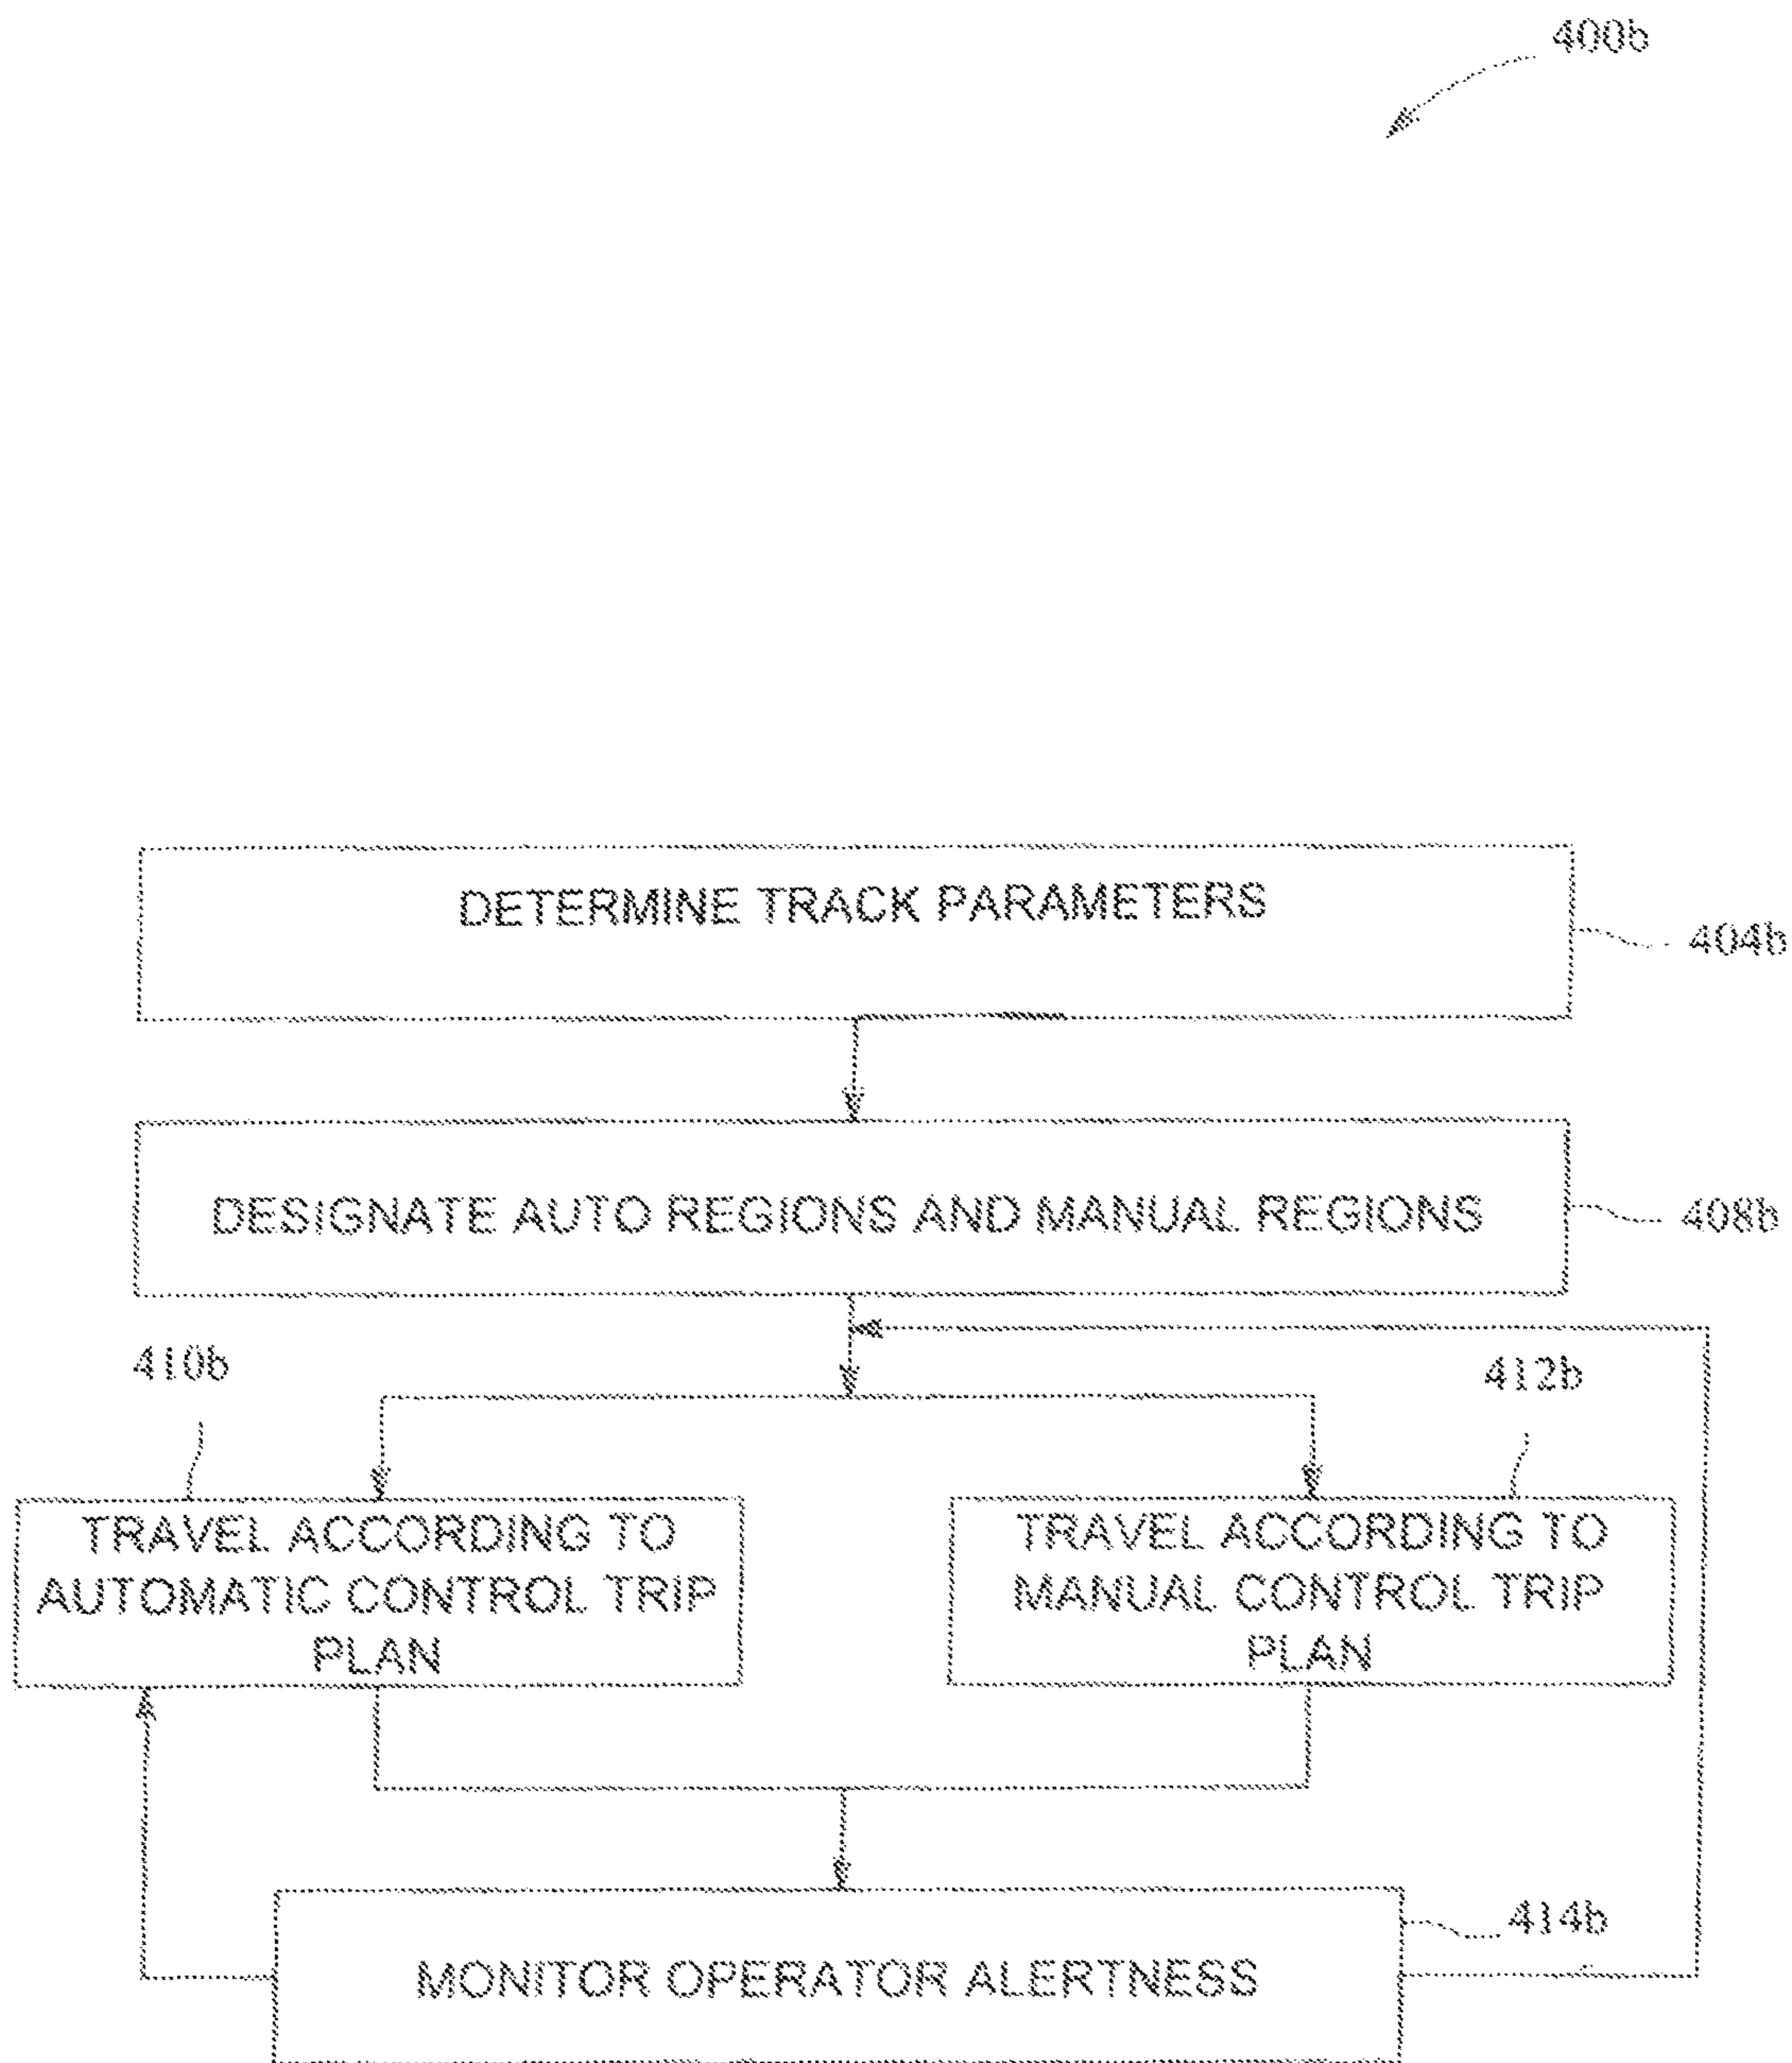 400b
DETERMINE TRACK PARAMETERS
404b
DESIGNATE AUTO REGIONS AND MANUAL REGIONS
408b
410b
412b
TRAVEL ACCORDING TO
AUTOMATIC CONTROL TRIP
PLAN
TRAVEL ACCORDING TO
MANUAL CONTROL TRIP
PLAN
414b
MONITOR OPERATOR ALERTNESS